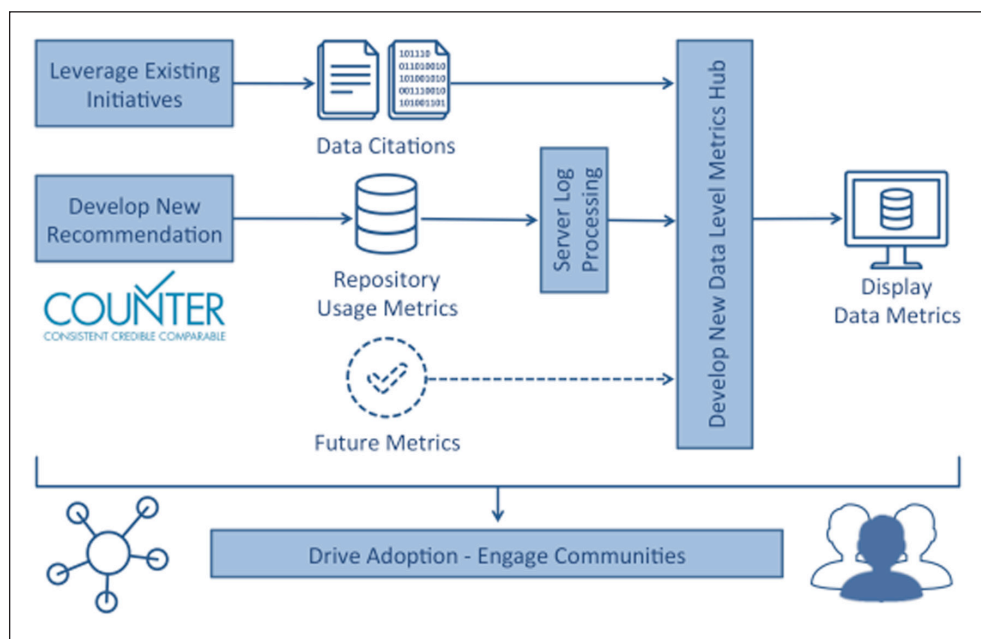 Leverage Existing
Initiatives
101110
011010010
101001010
001110010
101001101
Data Citations
Develop New
Recommendation
COUNTER
CONSISTENT CREDIBLE COMPARABLE
Repository
Usage Metrics
Server Log
Processing
Future Metrics
Develop New Data Level Metrics Hub
Display
Data Metrics
Drive Adoption - Engage Communities